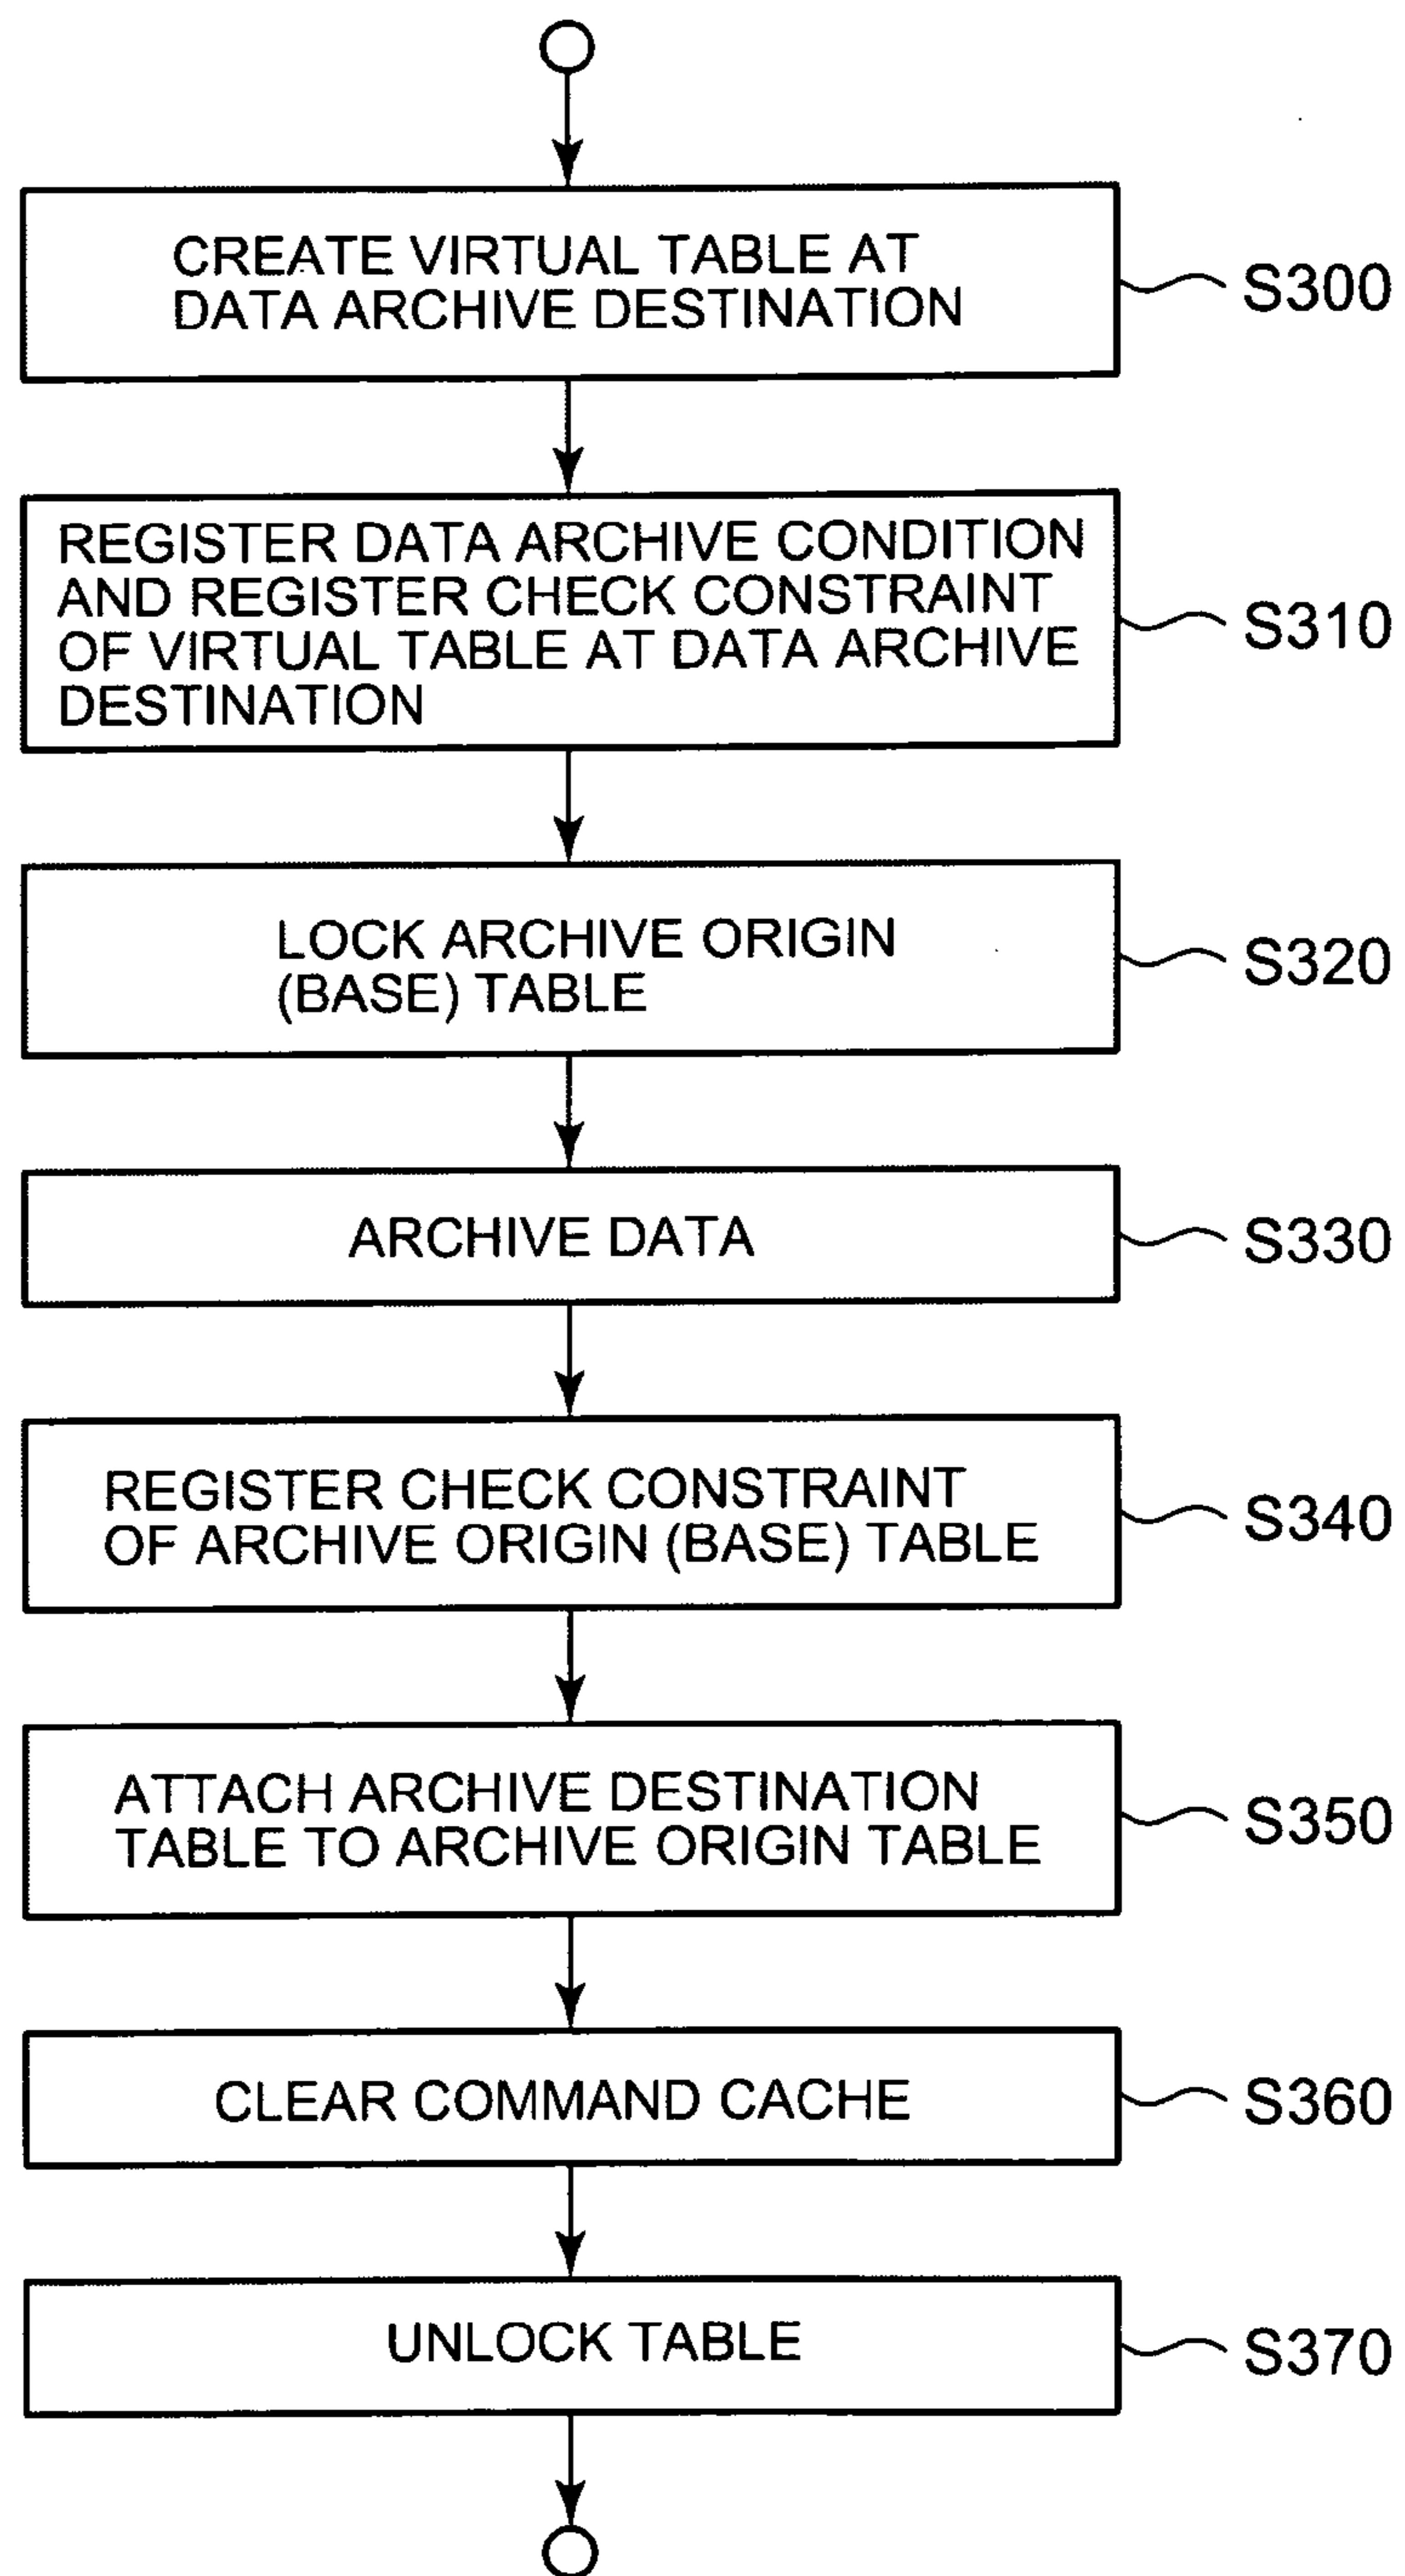 CREATE VIRTUAL TABLE AT
DATA ARCHIVE DESTINATION
S300
REGISTER DATA ARCHIVE CONDITION
AND REGISTER CHECK CONSTRAINT
OF VIRTUAL TABLE AT DATA ARCHIVE
DESTINATION
S310
LOCK ARCHIVE ORIGIN
(BASE) TABLE
S320
ARCHIVE DATA
S330
REGISTER CHECK CONSTRAINT
OF ARCHIVE ORIGIN (BASE) TABLE
S340
ATTACH ARCHIVE DESTINATION
TABLE TO ARCHIVE ORIGIN TABLE
S350
CLEAR COMMAND CACHE
S360
UNLOCK TABLE
S370